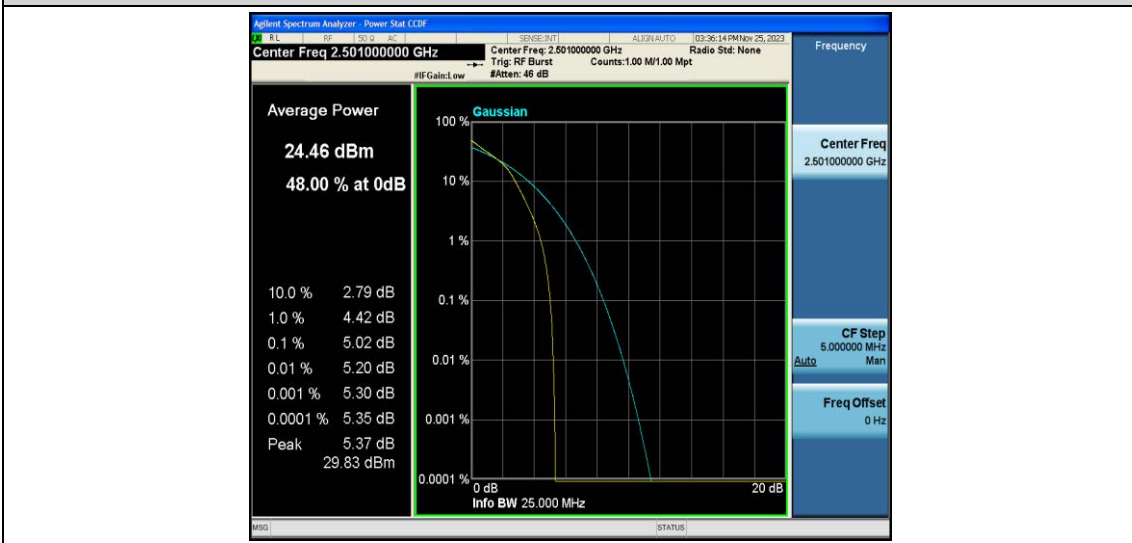 Agilent Spectrum Analyzer - Power Stat CCDF
RL RF 50 Ω AC SENSE:INT ALIGN AUTO 03:36:14 PM Nov 25, 2023
Center Freq 2.501000000 GHz
Center Freq: 2.501000000 GHz Radio Std: None
Trig: RF Burst Counts:1.00 M/1.00 Mpt
#IFGain:Low #Atten: 46 dB
Frequency
Average Power
24.46 dBm
48.00 % at 0dB
10.0 % 2.79 dB
1.0 % 4.42 dB
0.1 % 5.02 dB
0.01 % 5.20 dB
0.001 % 5.30 dB
0.0001 % 5.35 dB
Peak 5.37 dB
29.83 dBm
Gaussian
100 %
10 %
1 %
0.1 %
0.01 %
0.001 %
0.0001 %
0 dB 20 dB
Info BW 25.000 MHz
Center Freq
2.501000000 GHz
CF Step
5.000000 MHz
Auto Man
Freq Offset
0 Hz
MSG STATUS